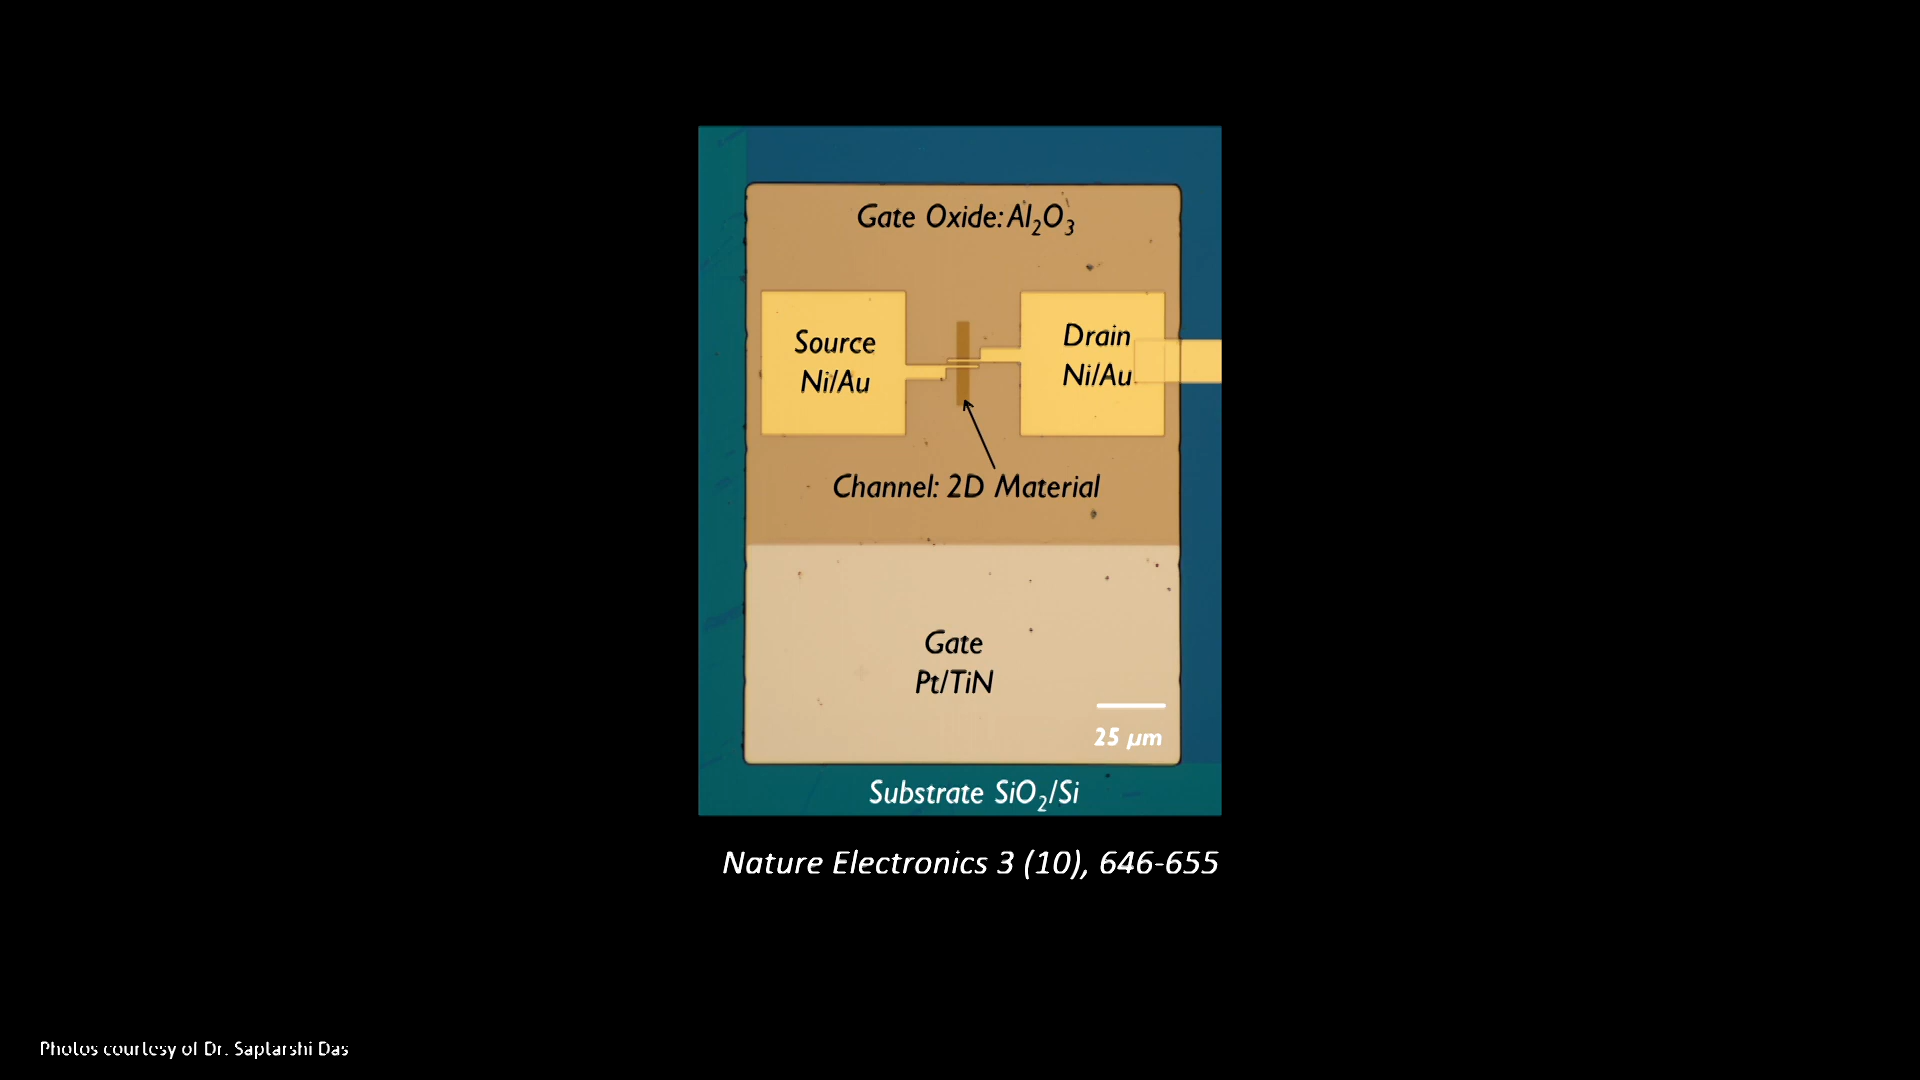 Gate Oxide: Al₂O₃
Source
Ni/Au
Drain
Ni/Au
Channel: 2D Material
Gate
Pt/TiN
25 µm
Substrate SiO₂/Si
Nature Electronics 3 (10), 646-655
Photos courtesy of Dr. Saptarshi Das